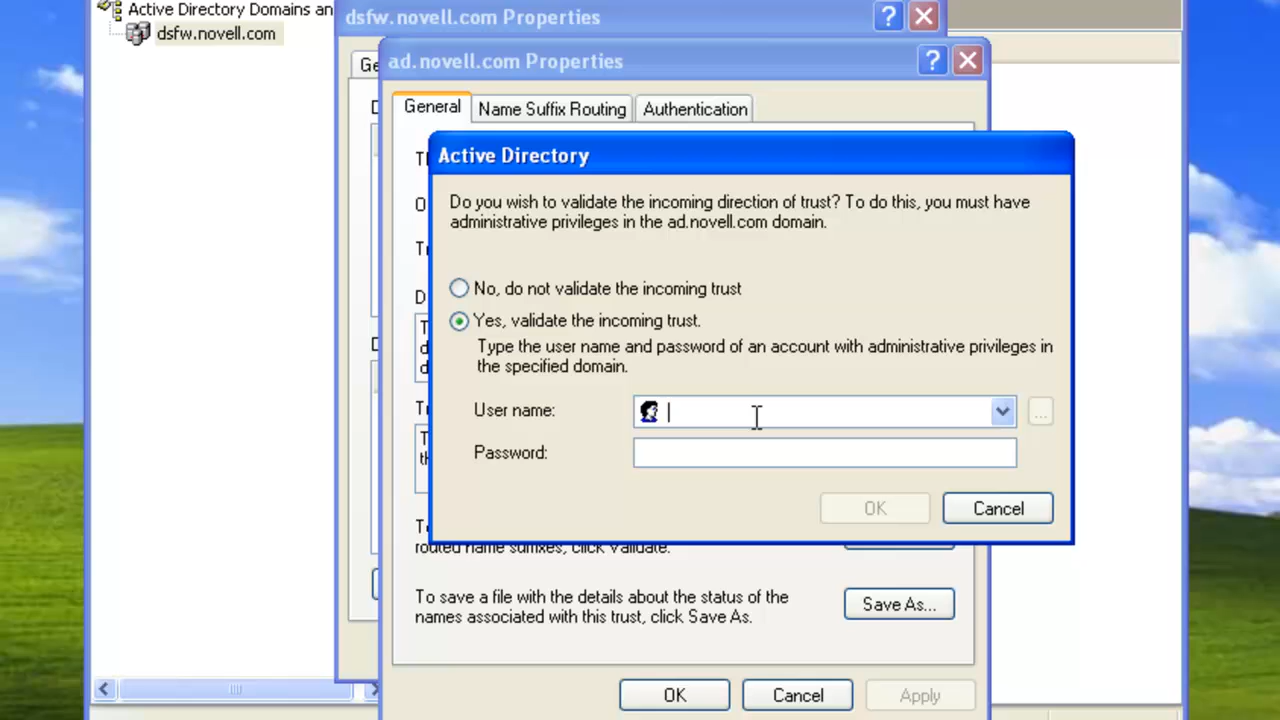 Active Directory Domains an
dsfw.novell.com
dsfw.novell.com Properties
Ge
ad.novell.com Properties
General
Name Suffix Routing
Authentication
Active Directory
Do you wish to validate the incoming direction of trust? To do this, you must have
administrative privileges in the ad.novell.com domain.
No, do not validate the incoming trust
Yes, validate the incoming trust.
Type the user name and password of an account with administrative privileges in
the specified domain.
User name:
...
Password:
OK
Cancel
routed name suffixes, click Validate.
To save a file with the details about the status of the
names associated with this trust, click Save As.
Save As...
OK
Cancel
Apply